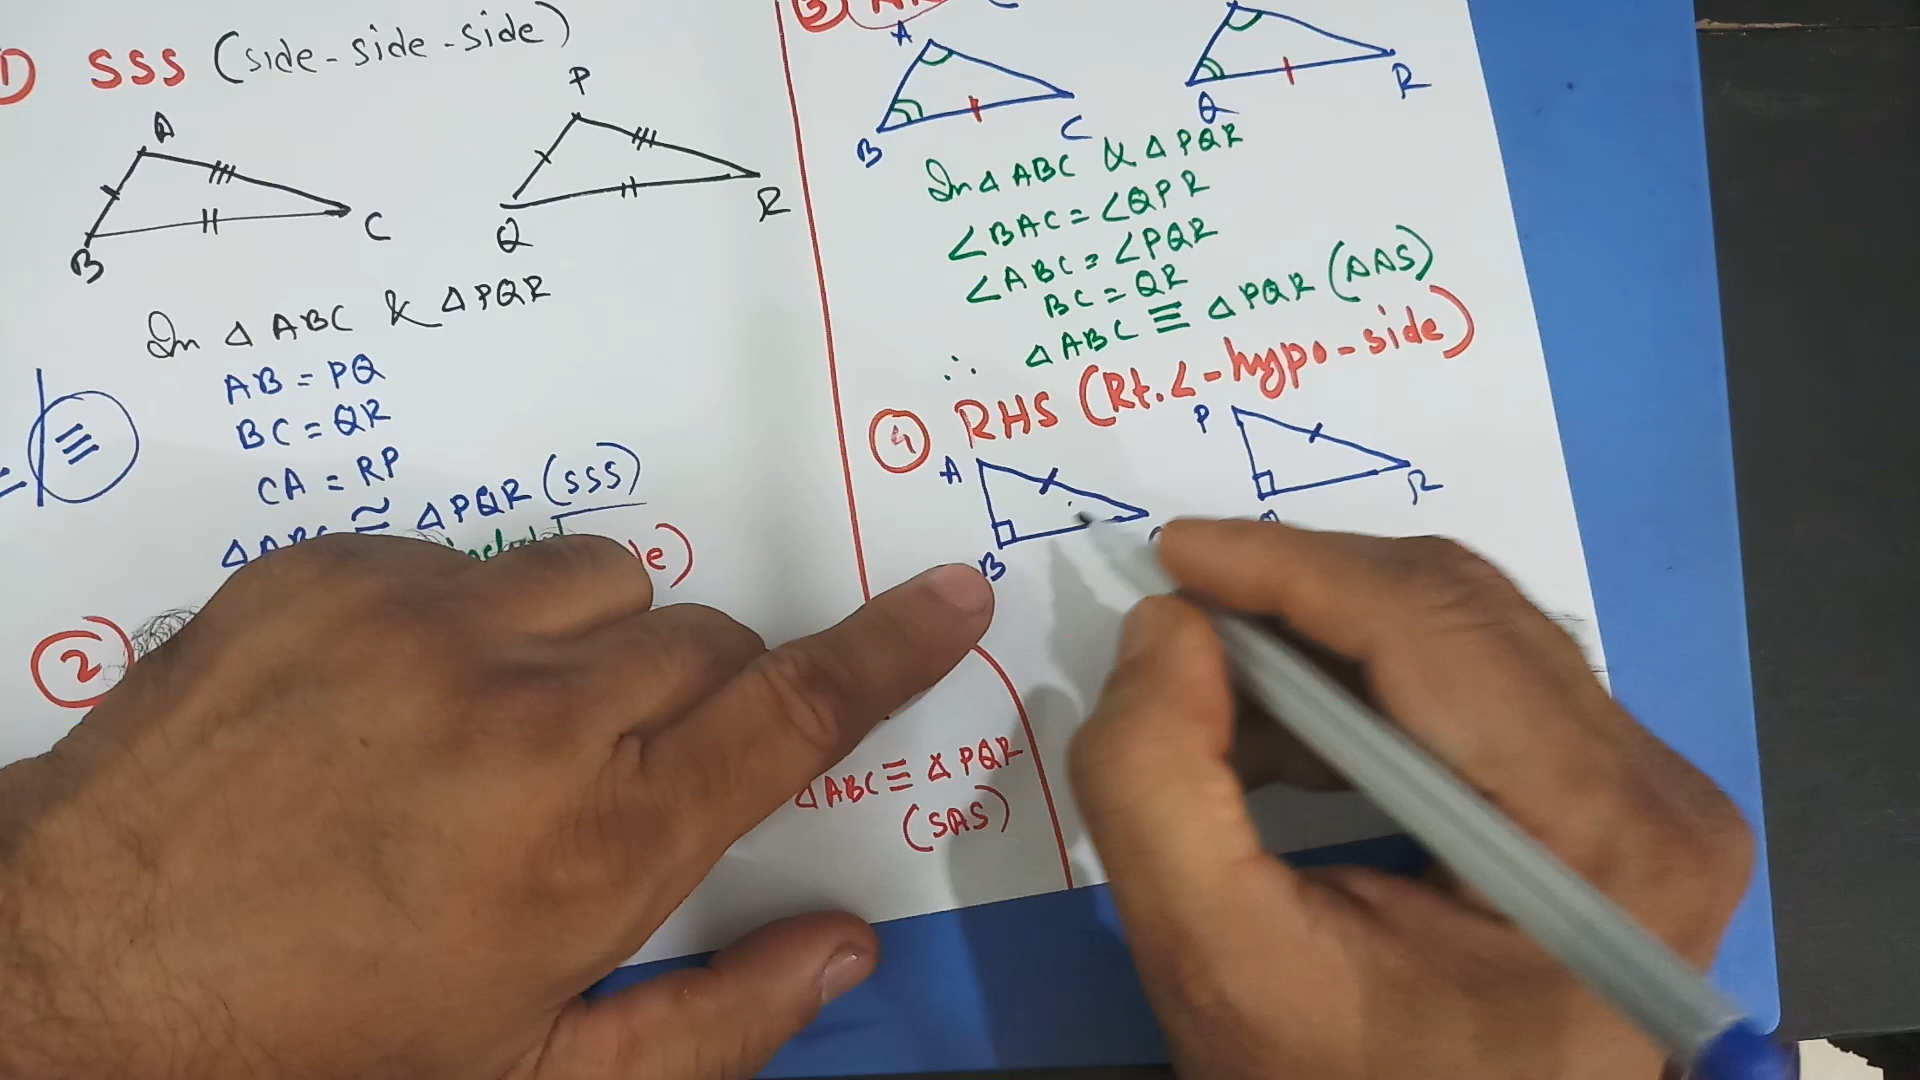 1) SSS (side-side-side)
A
P
B
C
Q
R
In △ ABC & △PQR
AB = PQ
BC = QR
CA = RP
≅ △PQR (SSS)
≡
2
△ABC ≡ △PQR
(SAS)
3
A
B
C
Q
R
In △ ABC & △ PQR
∠BAC = ∠QPR
∠ABC = ∠PQR
BC = QR
∴ △ABC ≡ △PQR (AAS)
4 RHS (Rt.∠-hypo-side)
A
P
B
R